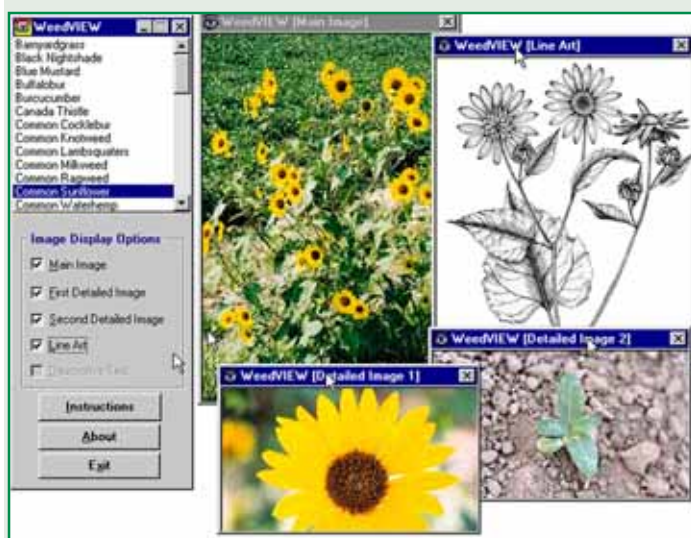 WeedVIEW
Barnyardgrass
Black Nightshade
Blue Mustard
Buffalobur
Burcucumber
Canada Thistle
Common Cocklebur
Common Knotweed
Common Lambsquaters
Common Milkweed
Common Ragweed
Common Sunflower
Common Waterhemp
Image Display Options
Main Image
First Detailed Image
Second Detailed Image
Line Art
Instructions
About
Exit
WeedVIEW [Main Image]
WeedVIEW [Line Art]
WeedVIEW [Detailed Image 1]
WeedVIEW [Detailed Image 2]